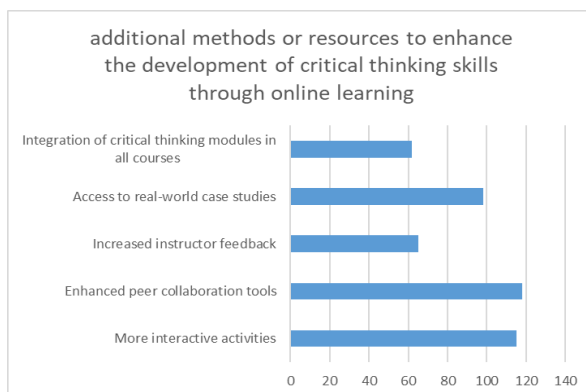 additional methods or resources to enhance
the development of critical thinking skills
through online learning
Integration of critical thinking modules in
all courses
Access to real-world case studies
Increased instructor feedback
Enhanced peer collaboration tools
More interactive activities
0 20 40 60 80 100 120 140